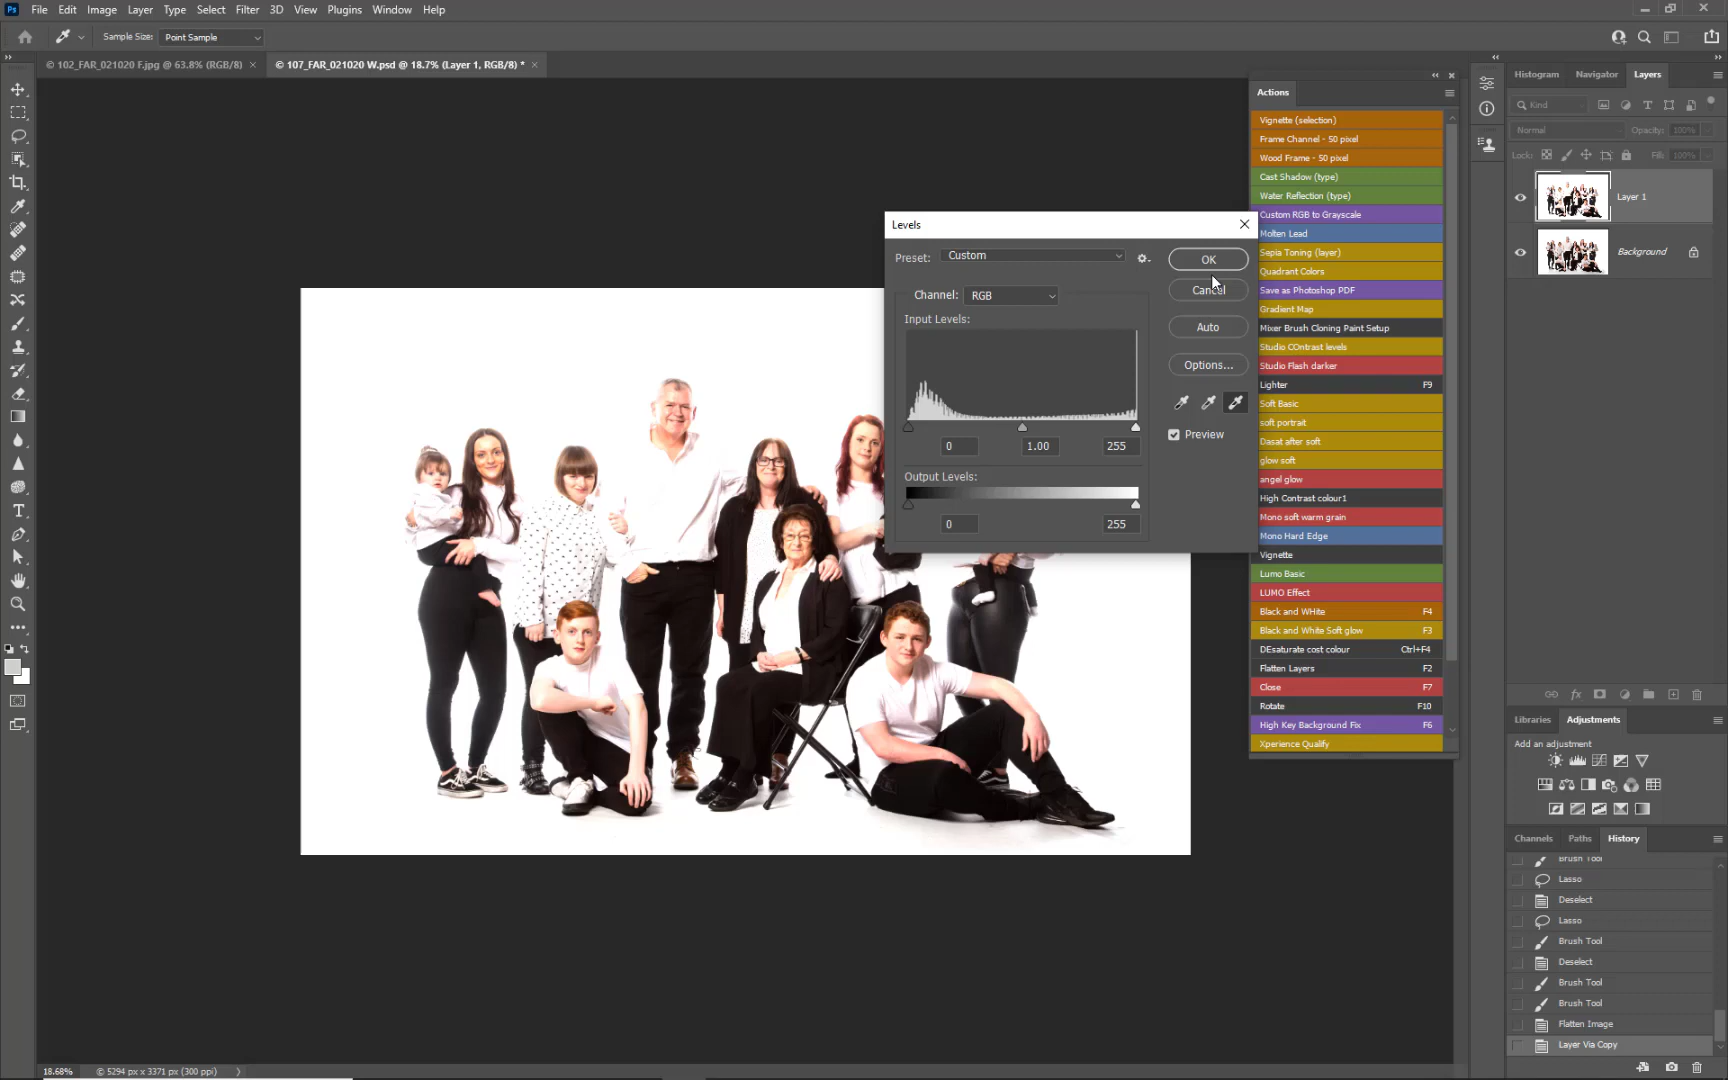 Ps File Edit Image Layer Type Select Filter 3D View Plugins Window Help
Sample Size: Point Sample
© 102_FAR_021020 F.jpg @ 63.8% (RGB/8) × © 107_FAR_021020 W.psd @ 18.7% (Layer 1, RGB/8) * ×
Actions
Vignette (selection)
Frame Channel - 50 pixel
Wood Frame - 50 pixel
Cast Shadow (type)
Water Reflection (type)
Custom RGB to Grayscale
Molten Lead
Sepia Toning (layer)
Quadrant Colors
Save as Photoshop PDF
Gradient Map
Mixer Brush Cloning Paint Setup
Studio COntrast levels
Studio Flash darker
Lighter F9
Soft Basic
soft portrait
Dasat after soft
glow soft
angel glow
High Contrast colour1
Mono soft warm grain
Mono Hard Edge
Vignette
Lumo Basic
LUMO Effect
Black and WHite F4
Black and White Soft glow F3
DEsaturate cost colour Ctrl+F4
Flatten Layers F2
Close F7
Rotate F10
High Key Background Fix F6
Xperience Qualify
Levels
Preset: Custom
OK
Channel: RGB
Cancel
Input Levels:
Auto
Options...
Preview
0 1.00 255
Output Levels:
0 255
Histogram Navigator Layers
Kind
Normal Opacity: 100%
Lock: Fill: 100%
Layer 1
Background
Libraries Adjustments
Add an adjustment
Channels Paths History
Brush Tool
Lasso
Deselect
Lasso
Brush Tool
Deselect
Brush Tool
Brush Tool
Flatten Image
Layer Via Copy
18.68% © 5294 px x 3371 px (300 ppi)